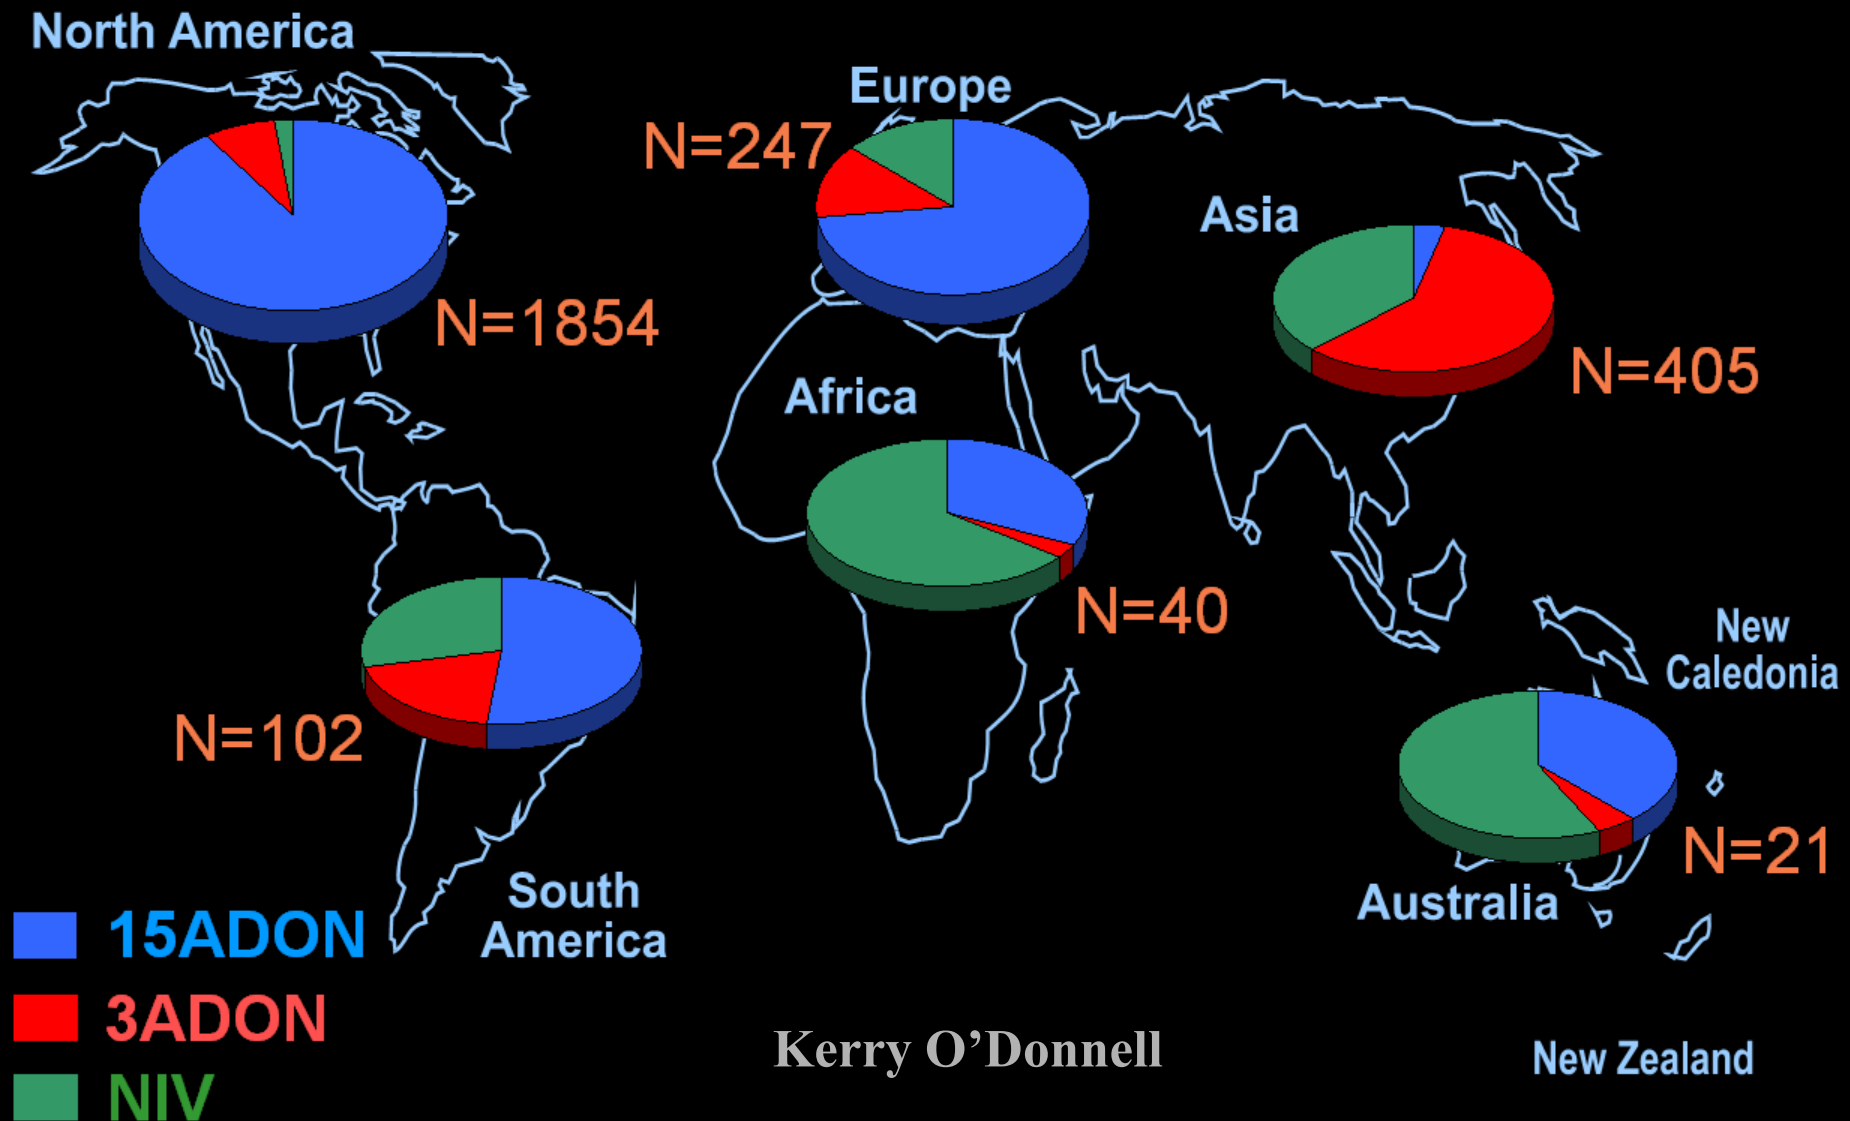 North America
Europe
N=247
Asia
N=1854
N=405
Africa
N=40
New
Caledonia
N=102
N=21
South
America
Australia
15ADON
3ADON
Kerry O’Donnell
New Zealand
NIV